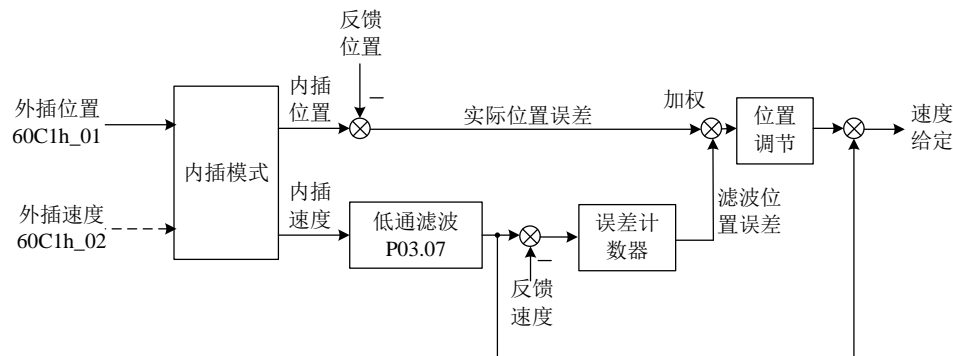 反馈
位置
外插位置
60C1h_01
内插
位置
实际位置误差
加权
位置
调节
速度
给定
内插模式
外插速度
60C1h_02
内插
速度
低通滤波
P03.07
误差计
数器
滤波位
置误差
反馈
速度